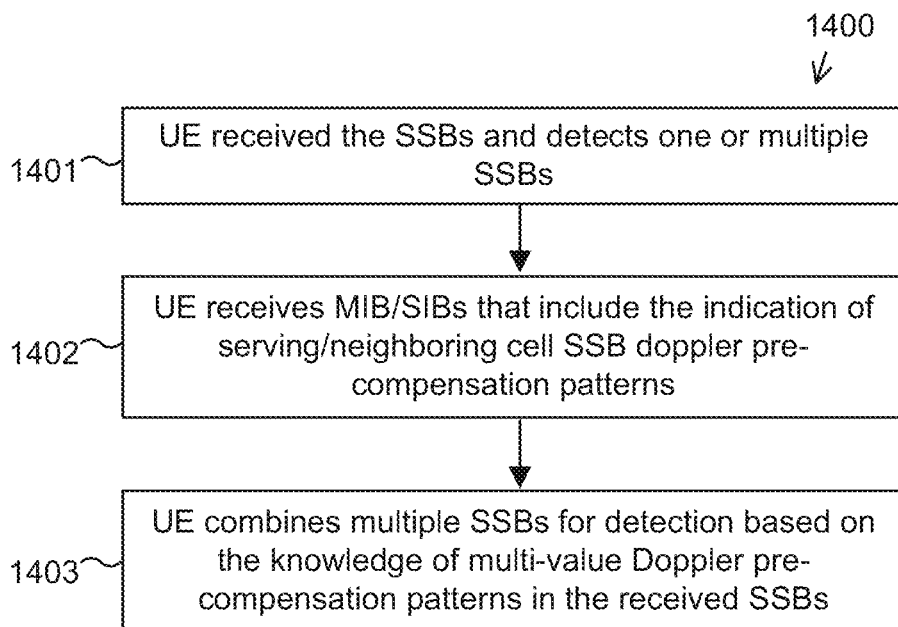 1400
1401
UE received the SSBs and detects one or multiple
SSBs
1402
UE receives MIB/SIBs that include the indication of
serving/neighboring cell SSB doppler pre-
compensation patterns
1403
UE combines multiple SSBs for detection based on
the knowledge of multi-value Doppler pre-
compensation patterns in the received SSBs